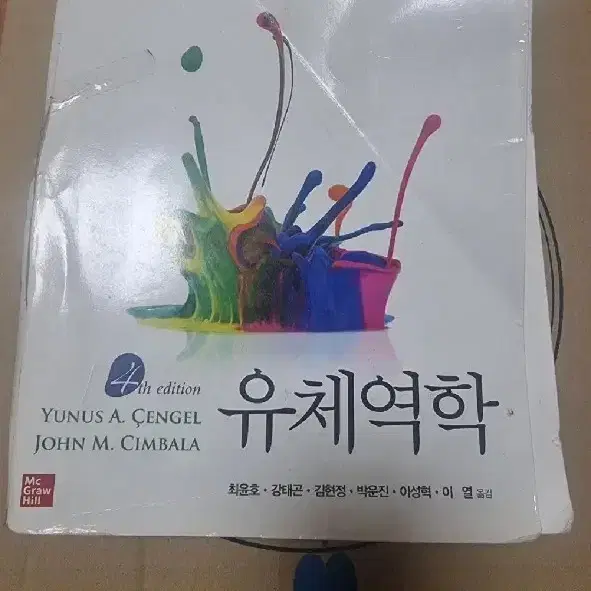 4th edition
YUNUS A. ÇENGEL
JOHN M. CIMBALA
유체역학
Mc
Graw
Hill
최윤호 · 강태곤 · 김현정 · 박운진 · 이성혁 · 이 열 옮김